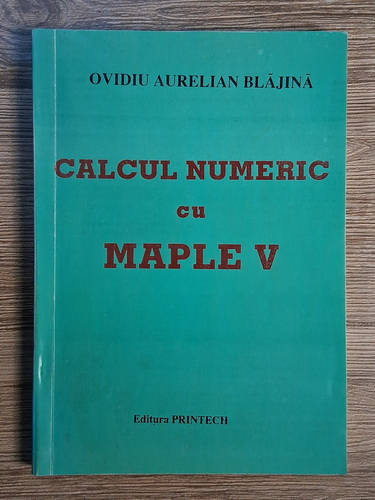 OVIDIU AURELIAN BLĂJINĂ
CALCUL NUMERIC
cu
MAPLE V
Editura PRINTECH